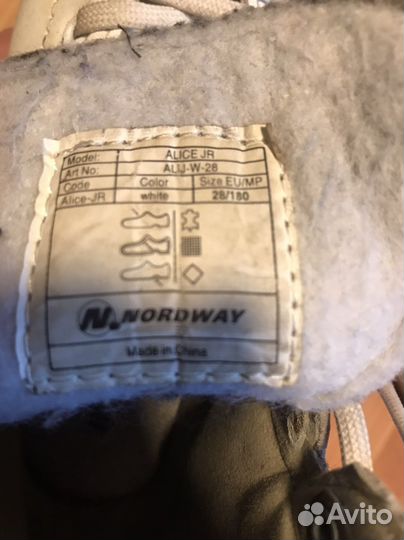 Model: ALICE JR
Art No: ALIJ-W-28
Code Color Size EU/MP
Alice-JR white 28/180
N. NORDWAY
Made in China
Avito